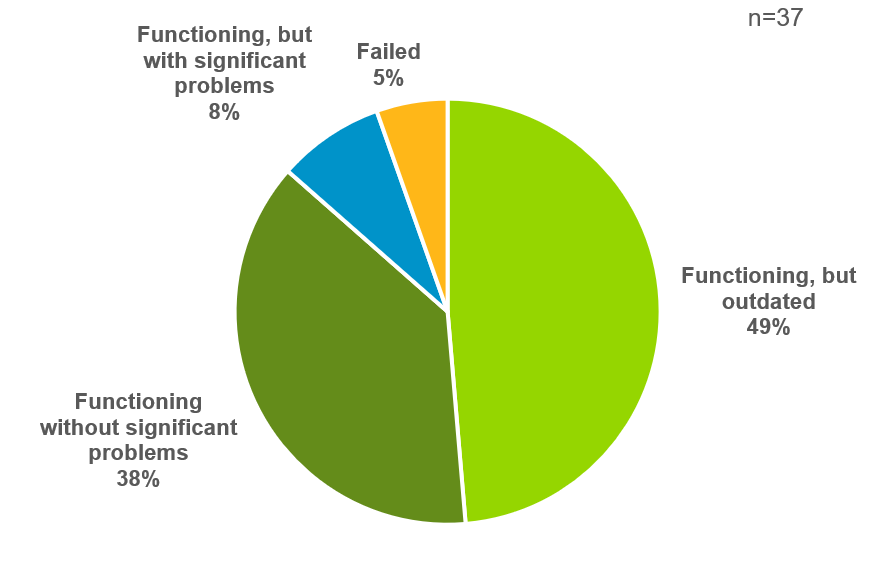 n=37
Functioning, but
with significant
problems
8%
Failed
5%
Functioning, but
outdated
49%
Functioning
without significant
problems
38%